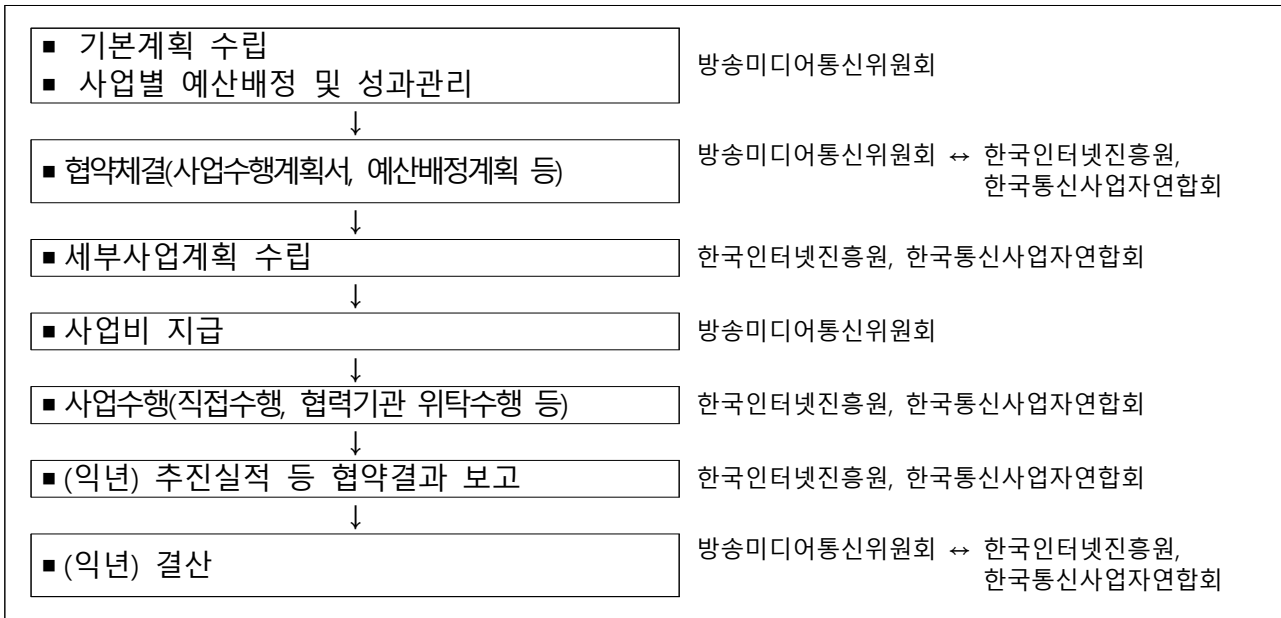 ▪ 기본계획 수립
▪ 사업별 예산배정 및 성과관리
방송미디어통신위원회
↓
▪ 협약체결(사업수행계획서, 예산배정계획 등)
방송미디어통신위원회 ↔ 한국인터넷진흥원,
한국통신사업자연합회
↓
▪ 세부사업계획 수립
한국인터넷진흥원, 한국통신사업자연합회
↓
▪ 사업비 지급
방송미디어통신위원회
↓
▪ 사업수행(직접수행, 협력기관 위탁수행 등)
한국인터넷진흥원, 한국통신사업자연합회
↓
▪ (익년) 추진실적 등 협약결과 보고
한국인터넷진흥원, 한국통신사업자연합회
↓
▪ (익년) 결산
방송미디어통신위원회 ↔ 한국인터넷진흥원,
한국통신사업자연합회